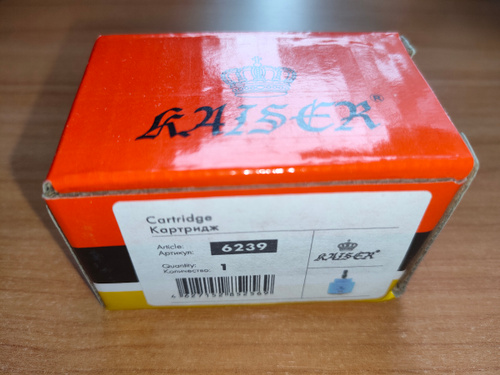 KAISER®
Cartridge
Картридж
Article:
Артикул: 6239
Quantity:
Количество: 1
KAISER®